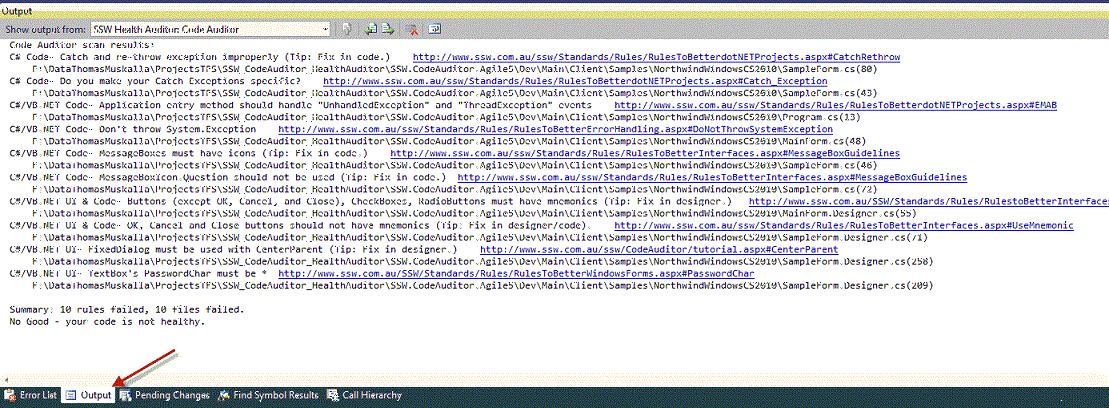 Output
Show output from: SSW Health Auditor: Code Auditor
Code Auditor scan results:
C# Code- Catch and re-throw exception improperly (Tip: Fix in code.) http://www.ssw.com.au/ssw/Standards/Rules/RulesToBetterdotNETProjects.aspx#CatchRethrow
F:\DataThomasMuskalla\ProjectsTFS\SSW_CodeAuditor_HealthAuditor\SSW.CodeAuditor.Agile5\Dev\Main\Client\Samples\NorthwindWindowsCS2010\SampleForm.cs(80)
C# Code- Do you make your Catch Exceptions specific? http://www.ssw.com.au/ssw/Standards/Rules/RulesToBetterdotNETProjects.aspx#Catch_Exception
F:\DataThomasMuskalla\ProjectsTFS\SSW_CodeAuditor_HealthAuditor\SSW.CodeAuditor.Agile5\Dev\Main\Client\Samples\NorthwindWindowsCS2010\SampleForm.cs(43)
C#/VB.NET Code- Application entry method should handle "UnhandledException" and "ThreadException" events http://www.ssw.com.au/ssw/Standards/Rules/RulesToBetterdotNETProjects.aspx#EMAB
F:\DataThomasMuskalla\ProjectsTFS\SSW_CodeAuditor_HealthAuditor\SSW.CodeAuditor.Agile5\Dev\Main\Client\Samples\NorthwindWindowsCS2010\Program.cs(13)
C#/VB.NET Code- Don't throw System.Exception http://www.ssw.com.au/ssw/Standards/Rules/RulesToBetterErrorHandling.aspx#DoNotThrowSystemException
F:\DataThomasMuskalla\ProjectsTFS\SSW_CodeAuditor_HealthAuditor\SSW.CodeAuditor.Agile5\Dev\Main\Client\Samples\NorthwindWindowsCS2010\MainForm.cs(48)
C#/VB.NET Code- MessageBoxes must have icons (Tip: Fix in code.) http://www.ssw.com.au/ssw/Standards/Rules/RulesToBetterInterfaces.aspx#MessageBoxGuidelines
F:\DataThomasMuskalla\ProjectsTFS\SSW_CodeAuditor_HealthAuditor\SSW.CodeAuditor.Agile5\Dev\Main\Client\Samples\NorthwindWindowsCS2010\SampleForm.cs(46)
C#/VB.NET Code- MessageBoxIcon.Question should not be used (Tip: Fix in code.) http://www.ssw.com.au/ssw/Standards/Rules/RulesToBetterInterfaces.aspx#MessageBoxGuidelines
F:\DataThomasMuskalla\ProjectsTFS\SSW_CodeAuditor_HealthAuditor\SSW.CodeAuditor.Agile5\Dev\Main\Client\Samples\NorthwindWindowsCS2010\SampleForm.cs(72)
C#/VB.NET UI & Code- Buttons (except OK, Cancel, and Close), CheckBoxes, RadioButtons must have mnemonics (Tip: Fix in designer.) http://www.ssw.com.au/SSW/Standards/Rules/RulestoBetterInterfaces
F:\DataThomasMuskalla\ProjectsTFS\SSW_CodeAuditor_HealthAuditor\SSW.CodeAuditor.Agile5\Dev\Main\Client\Samples\NorthwindWindowsCS2010\MainForm.Designer.cs(55)
C#/VB.NET UI & Code- OK, Cancel and Close buttons should not have mnemonics (Tip: Fix in designer/code). http://www.ssw.com.au/ssw/Standards/Rules/RulesToBetterInterfaces.aspx#UseMnemonic
F:\DataThomasMuskalla\ProjectsTFS\SSW_CodeAuditor_HealthAuditor\SSW.CodeAuditor.Agile5\Dev\Main\Client\Samples\NorthwindWindowsCS2010\SampleForm.Designer.cs(71)
C#/VB.NET UI- FixedDialog must be used with CenterParent (Tip: Fix in designer.) http://www.ssw.com.au/ssw/CodeAuditor/tutorial.aspx#CenterParent
F:\DataThomasMuskalla\ProjectsTFS\SSW_CodeAuditor_HealthAuditor\SSW.CodeAuditor.Agile5\Dev\Main\Client\Samples\NorthwindWindowsCS2010\SampleForm.Designer.cs(258)
C#/VB.NET UI- TextBox's PasswordChar must be * http://www.ssw.com.au/SSW/Standards/Rules/RulesToBetterWindowsForms.aspx#PasswordChar
F:\DataThomasMuskalla\ProjectsTFS\SSW_CodeAuditor_HealthAuditor\SSW.CodeAuditor.Agile5\Dev\Main\Client\Samples\NorthwindWindowsCS2010\SampleForm.Designer.cs(209)
Summary: 10 rules failed, 10 files failed.
No Good - your code is not healthy.
Error List Output Pending Changes Find Symbol Results Call Hierarchy